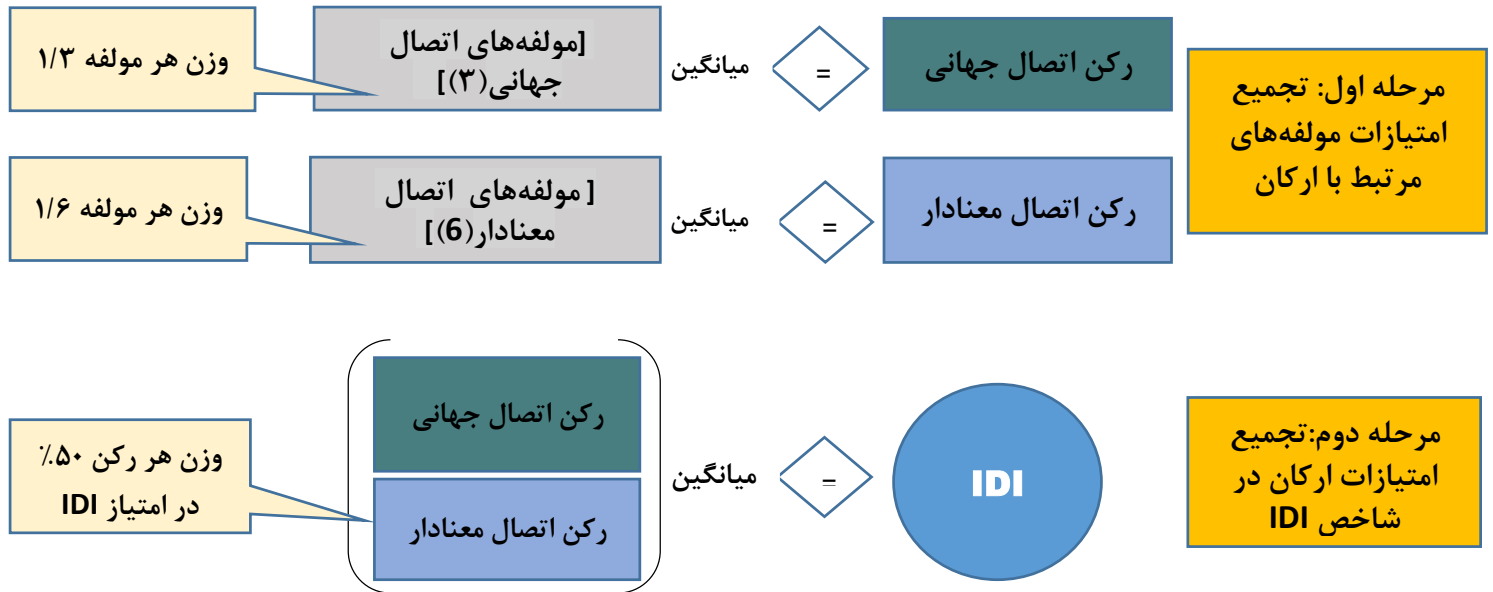 مرحله اول: تجمیع
امتیازات مولفه‌های
مرتبط با ارکان
رکن اتصال جهانی
=
میانگین
[مولفه‌های اتصال
جهانی(۳)]
وزن هر مولفه ۱/۳
رکن اتصال معنادار
=
میانگین
[مولفه‌های اتصال
معنادار(6)]
وزن هر مولفه ۱/۶
مرحله دوم:تجمیع
امتیازات ارکان در
شاخص IDI
IDI
=
میانگین
رکن اتصال جهانی
رکن اتصال معنادار
وزن هر رکن ۵۰٪
در امتیاز IDI